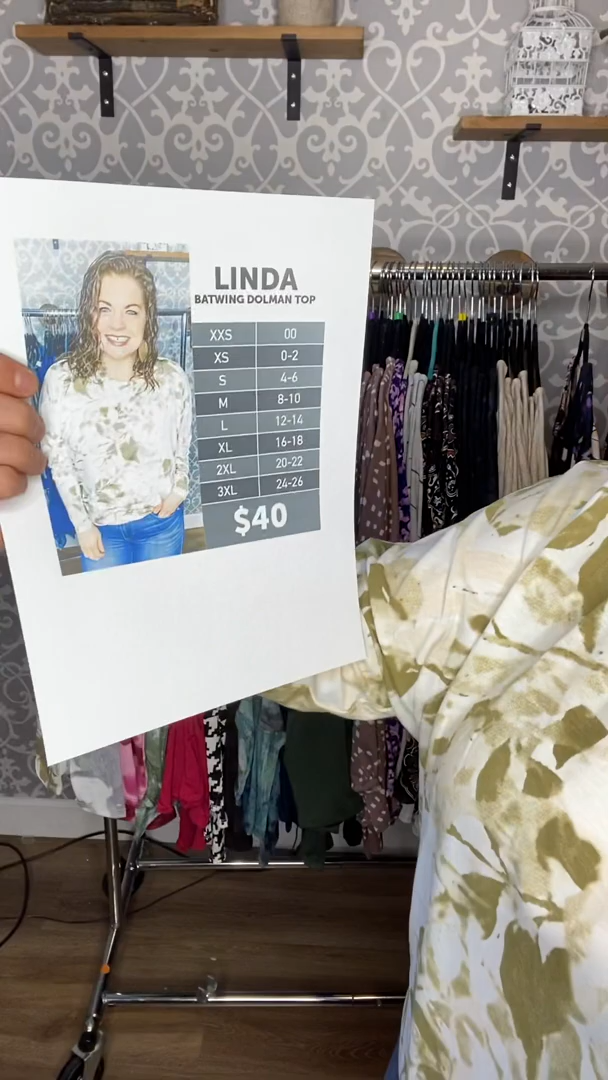 LINDA
BATWING DOLMAN TOP
XXS 00
XS 0-2
S 4-6
M 8-10
L 12-14
XL 16-18
2XL 20-22
3XL 24-26
$40